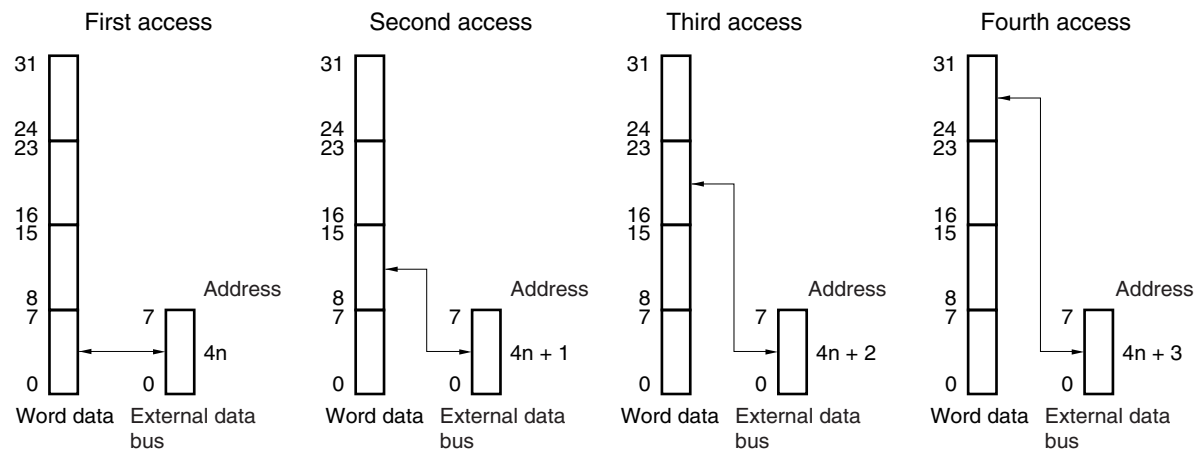 First access
31
24
23
16
15
8
7
0
Address
7
4n
0
Word data
External data
bus
Second access
31
24
23
16
15
8
7
0
Address
7
4n + 1
0
Word data
External data
bus
Third access
31
24
23
16
15
8
7
0
Address
7
4n + 2
0
Word data
External data
bus
Fourth access
31
24
23
16
15
8
7
0
Address
7
4n + 3
0
Word data
External data
bus